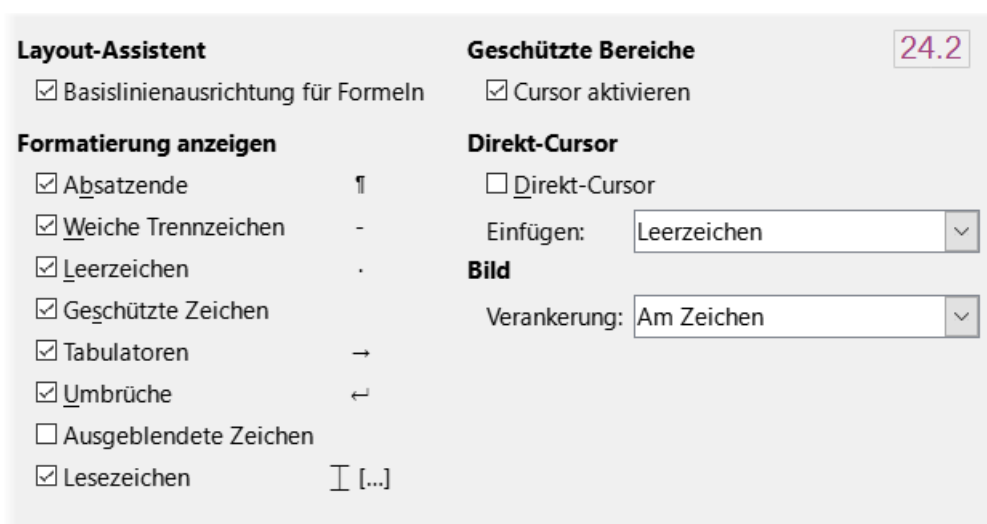 Layout-Assistent
Basislinienausrichtung für Formeln
Formatierung anzeigen
Absatzende ¶
Weiche Trennzeichen -
Leerzeichen ·
Geschützte Zeichen
Tabulatoren →
Umbrüche ↵
Ausgeblendete Zeichen
Lesezeichen ⌶ [...]
Geschützte Bereiche 24.2
Cursor aktivieren
Direkt-Cursor
Direkt-Cursor
Einfügen: Leerzeichen
Bild
Verankerung: Am Zeichen